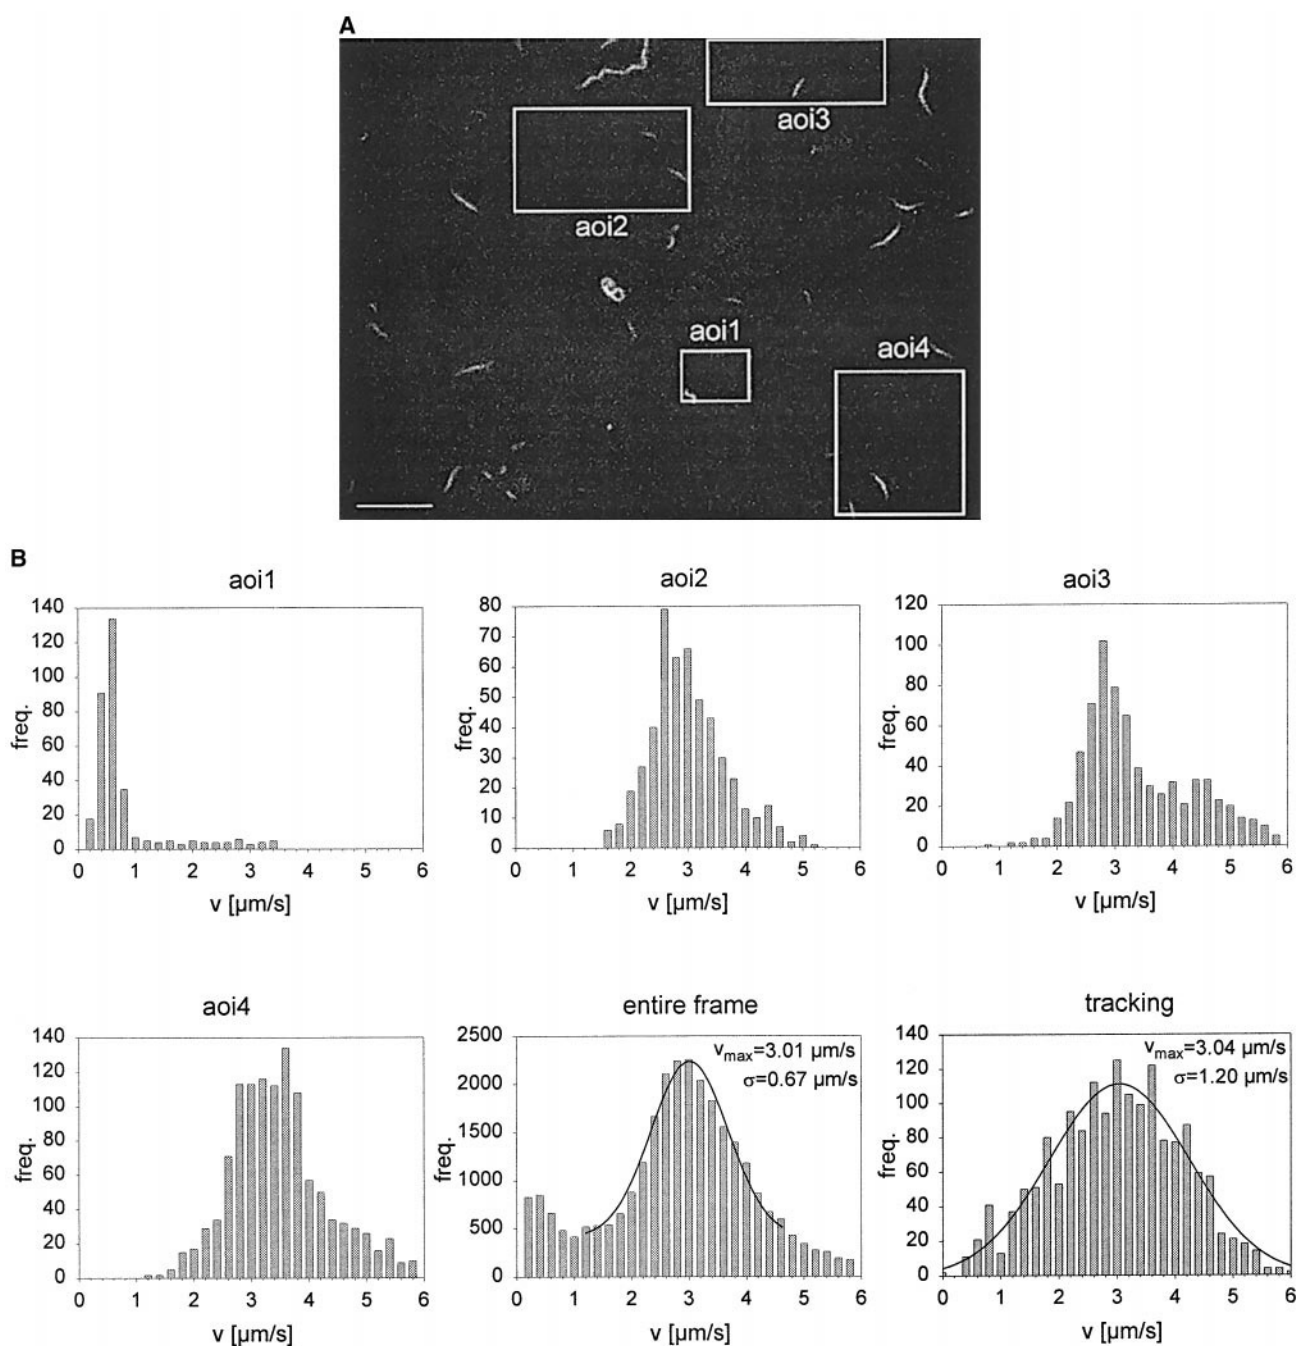 A
aoi3
aoi2
aoi1
aoi4
B
aoi1
140
120
100
80
60
40
20
0
freq.
0 1 2 3 4 5 6
v [µm/s]
aoi2
80
70
60
50
40
30
20
10
0
freq.
0 1 2 3 4 5 6
v [µm/s]
aoi3
120
100
80
60
40
20
0
freq.
0 1 2 3 4 5 6
v [µm/s]
aoi4
140
120
100
80
60
40
20
0
freq.
0 1 2 3 4 5 6
v [µm/s]
entire frame
2500
2000
1500
1000
500
0
freq.
vmax=3.01 µm/s
σ=0.67 µm/s
0 1 2 3 4 5 6
v [µm/s]
tracking
140
120
100
80
60
40
20
0
freq.
vmax=3.04 µm/s
σ=1.20 µm/s
0 1 2 3 4 5 6
v [µm/s]